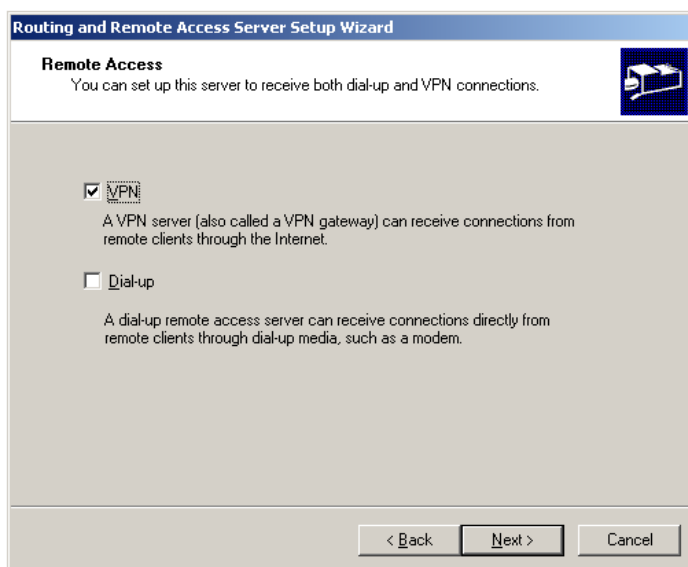 Routing and Remote Access Server Setup Wizard
Remote Access
You can set up this server to receive both dial-up and VPN connections.
VPN
A VPN server (also called a VPN gateway) can receive connections from
remote clients through the Internet.
Dial-up
A dial-up remote access server can receive connections directly from
remote clients through dial-up media, such as a modem.
< Back Next > Cancel